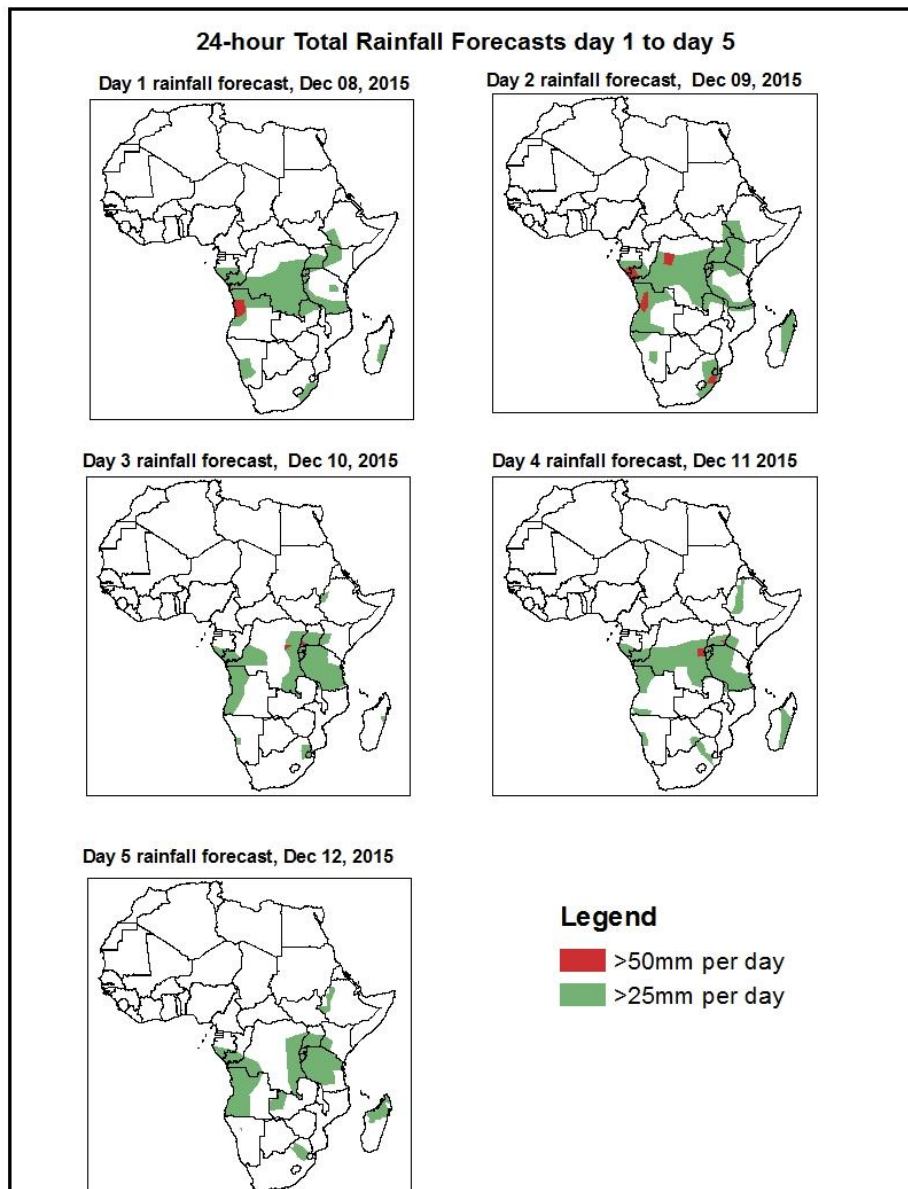 24-hour Total Rainfall Forecasts day 1 to day 5
Day 1 rainfall forecast, Dec 08, 2015
Day 2 rainfall forecast, Dec 09, 2015
Day 3 rainfall forecast, Dec 10, 2015
Day 4 rainfall forecast, Dec 11 2015
Day 5 rainfall forecast, Dec 12, 2015
Legend
>50mm per day
>25mm per day